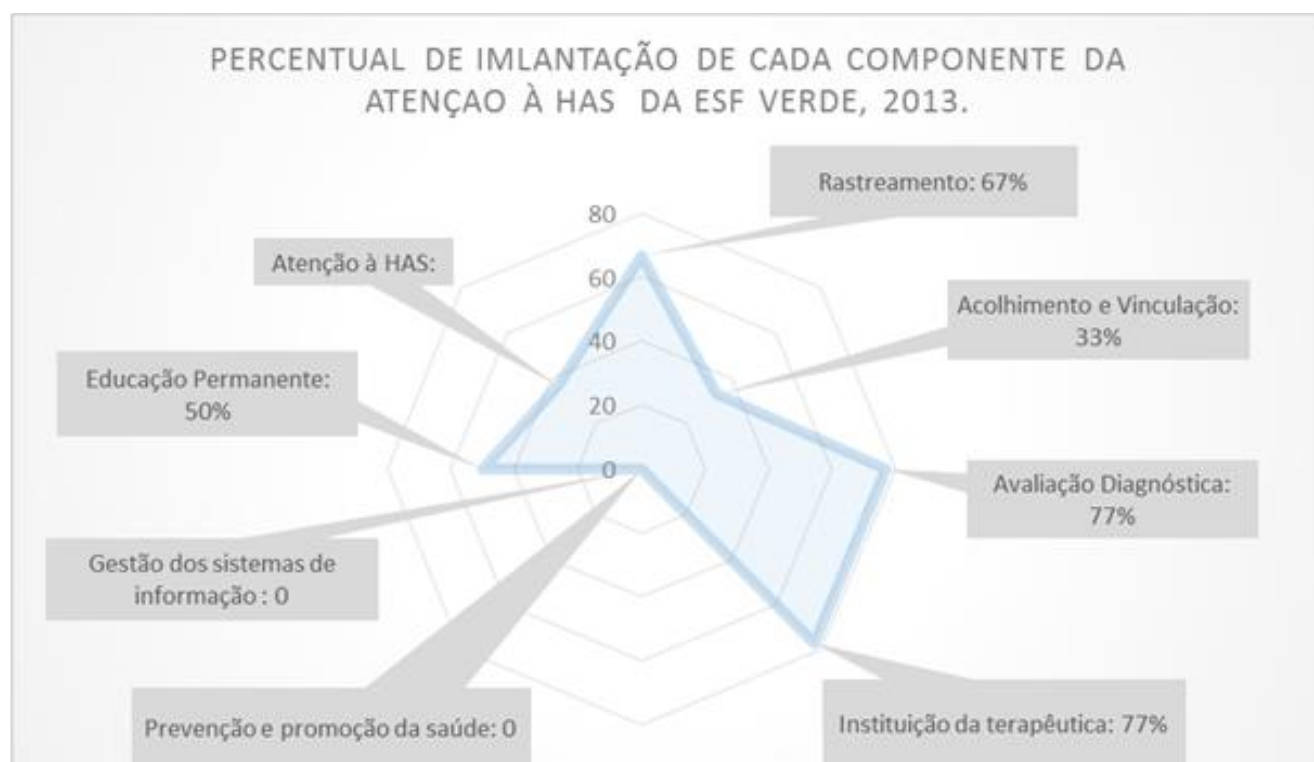 PERCENTUAL DE IMLANTAÇÃO DE CADA COMPONENTE DA
ATENÇAO À HAS DA ESF VERDE, 2013.
Rastreamento: 67%
Atenção à HAS:
Acolhimento e Vinculação:
33%
Educação Permanente:
50%
Avaliação Diagnóstica:
77%
Gestão dos sistemas de
informação : 0
Prevenção e promoção da saúde: 0
Instituição da terapêutica: 77%
80
60
40
20
0